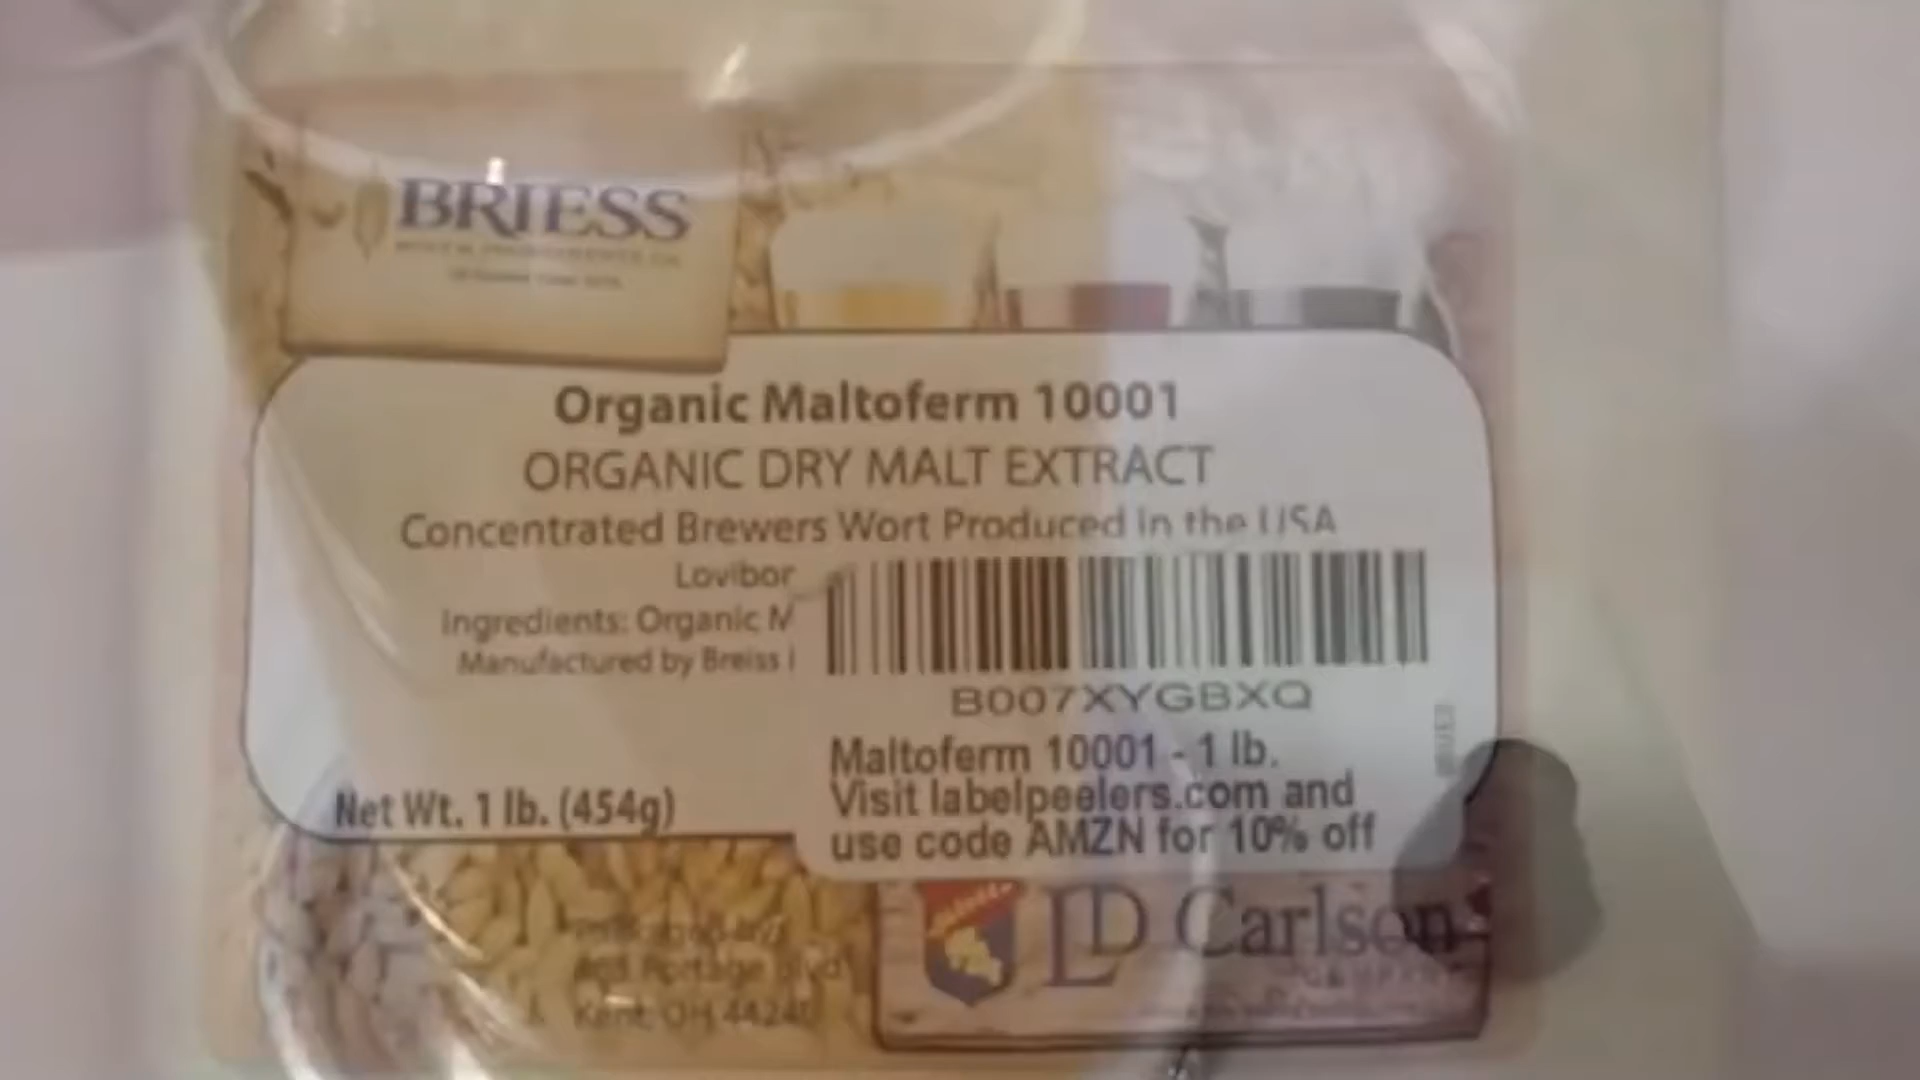 BRIESS
Organic Maltoferm 10001
ORGANIC DRY MALT EXTRACT
Concentrated Brewers Wort Produced in the USA
Lovibon
Ingredients: Organic M
Manufactured by Breiss I
B007XYGBXQ
Maltoferm 10001 - 1 lb.
Visit labelpeelers.com and
use code AMZN for 10% off
Net Wt. 1 lb. (454g)
LD Carlson
Portage
Kent OH 44240